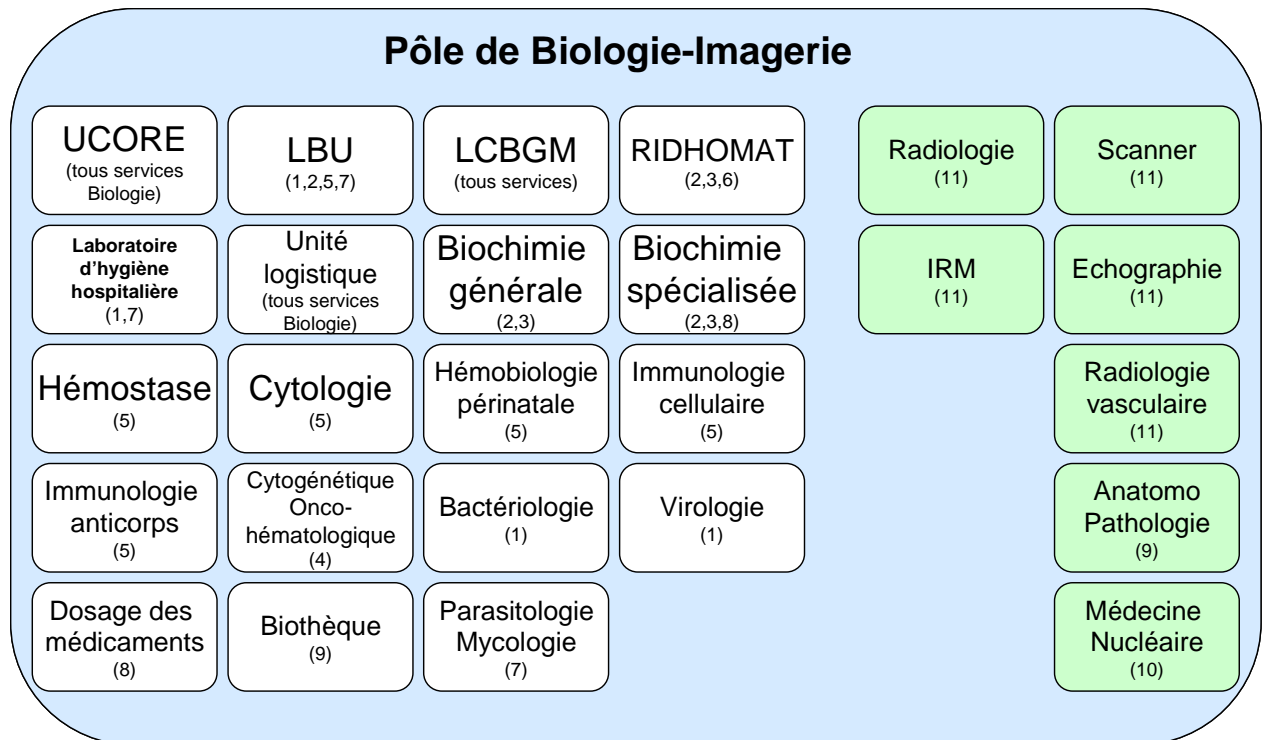 Pôle de Biologie-Imagerie
UCORE
(tous services
Biologie)
LBU
(1,2,5,7)
LCBGM
(tous services)
RIDHOMAT
(2,3,6)
Radiologie
(11)
Scanner
(11)
Laboratoire
d’hygiène
hospitalière
(1,7)
Unité
logistique
(tous services
Biologie)
Biochimie
générale
(2,3)
Biochimie
spécialisée
(2,3,8)
IRM
(11)
Echographie
(11)
Hémostase
(5)
Cytologie
(5)
Hémobiologie
périnatale
(5)
Immunologie
cellulaire
(5)
Radiologie
vasculaire
(11)
Immunologie
anticorps
(5)
Cytogénétique
Onco-
hématologique
(4)
Bactériologie
(1)
Virologie
(1)
Anatomo
Pathologie
(9)
Dosage des
médicaments
(8)
Biothèque
(9)
Parasitologie
Mycologie
(7)
Médecine
Nucléaire
(10)